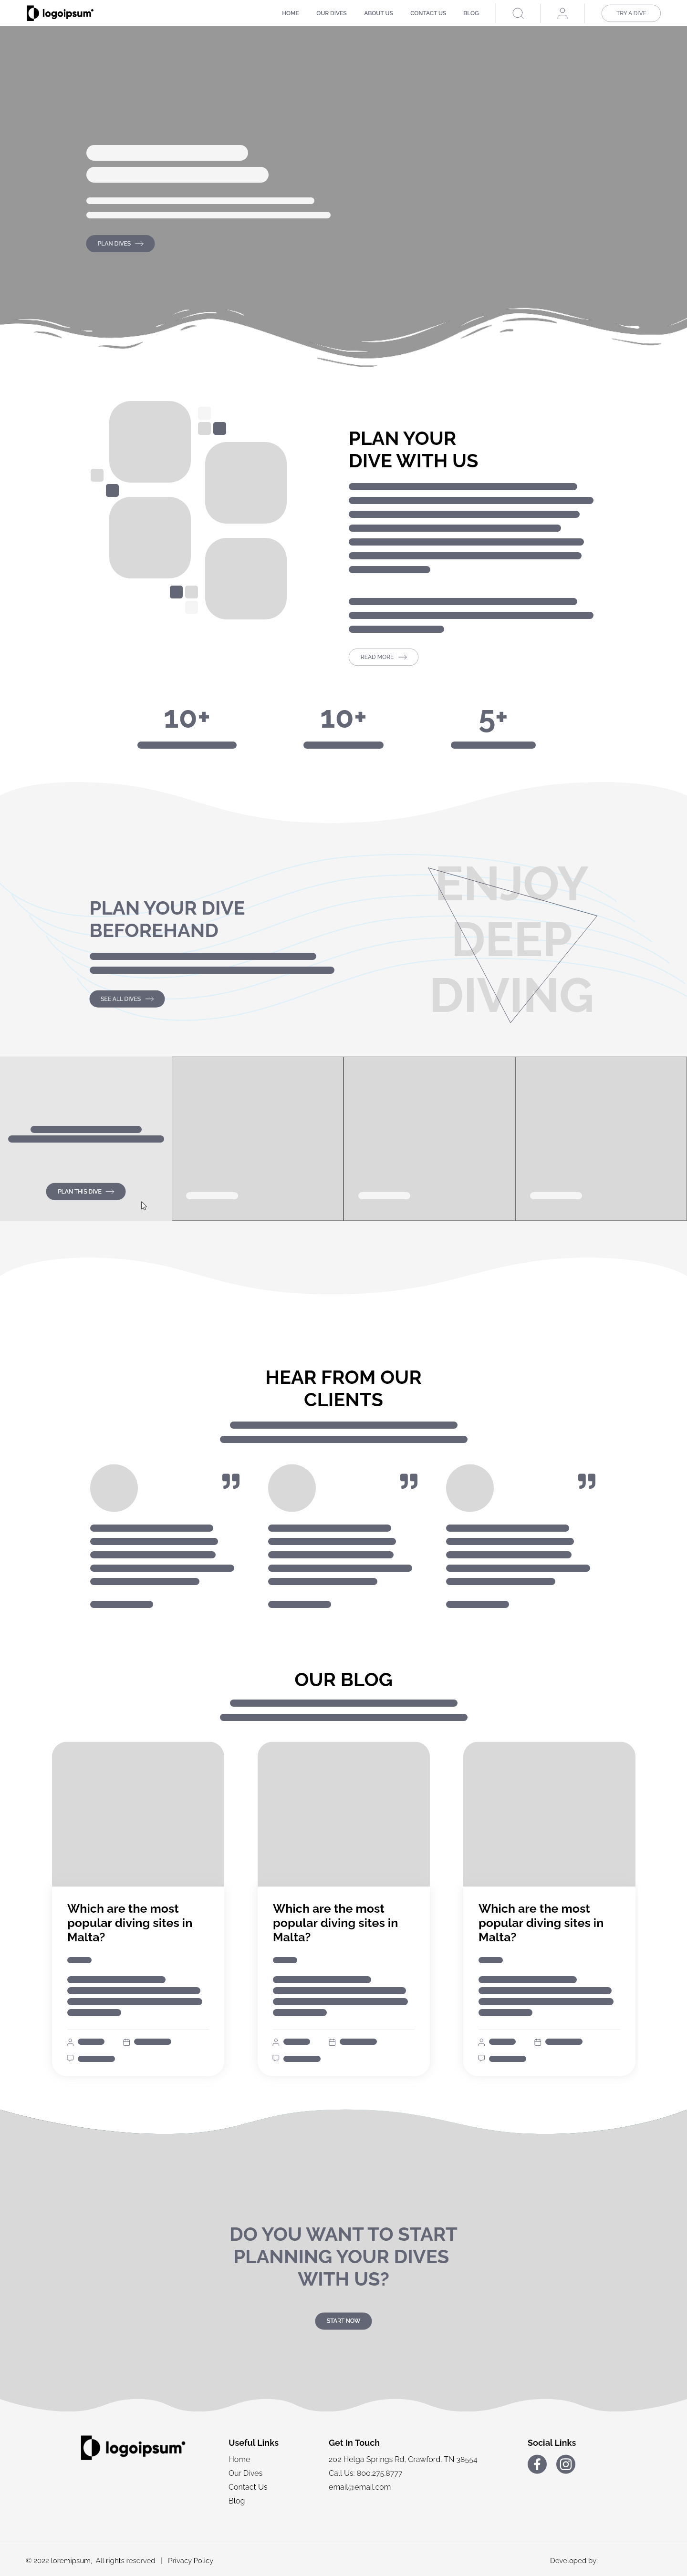 logoipsum
HOME OUR DIVES ABOUT US CONTACT US BLOG TRY A DIVE
PLAN DIVES
PLAN YOUR
DIVE WITH US
READ MORE
10+ 10+ 5+
ENJOY
DEEP
DIVING
PLAN YOUR DIVE
BEFOREHAND
SEE ALL DIVES
PLAN THIS DIVE
HEAR FROM OUR
CLIENTS
OUR BLOG
Which are the most
popular diving sites in
Malta?
Which are the most
popular diving sites in
Malta?
Which are the most
popular diving sites in
Malta?
DO YOU WANT TO START
PLANNING YOUR DIVES
WITH US?
START NOW
logoipsum
Useful Links
Home
Our Dives
Contact Us
Blog
Get In Touch
202 Helga Springs Rd, Crawford, TN 38554
Call Us: 800.275.8777
email@email.com
Social Links
© 2022 loremipsum, All rights reserved | Privacy Policy
Developed by: